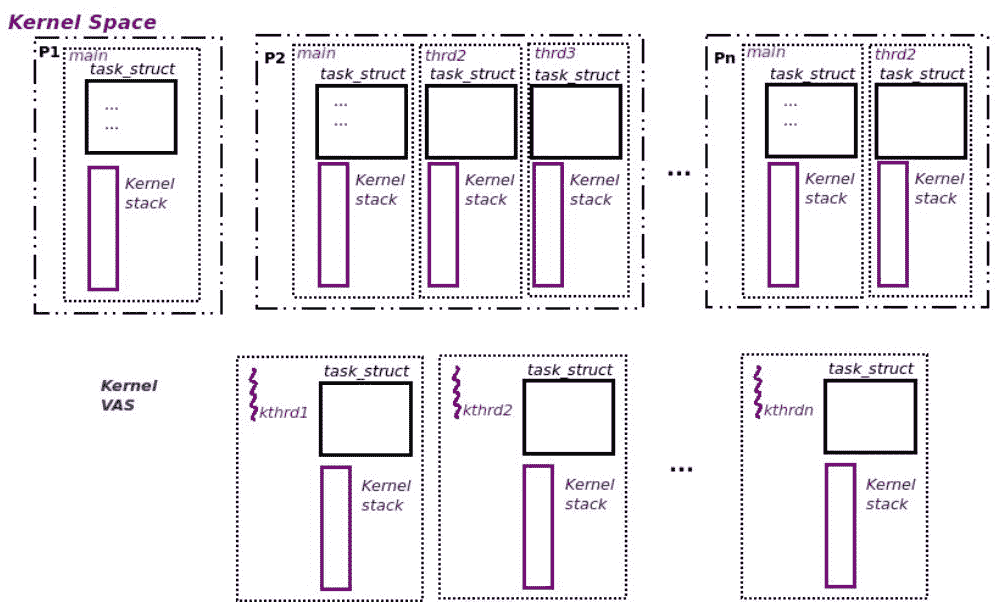 Kernel Space
P1
main
task_struct
...
...
Kernel
stack
P2
main
task_struct
...
...
Kernel
stack
thrd2
task_struct
Kernel
stack
thrd3
task_struct
Kernel
stack
...
Pn
main
task_struct
...
...
Kernel
stack
thrd2
task_struct
Kernel
stack
Kernel
VAS
kthrd1
task_struct
Kernel
stack
kthrd2
task_struct
Kernel
stack
...
kthrdn
task_struct
Kernel
stack